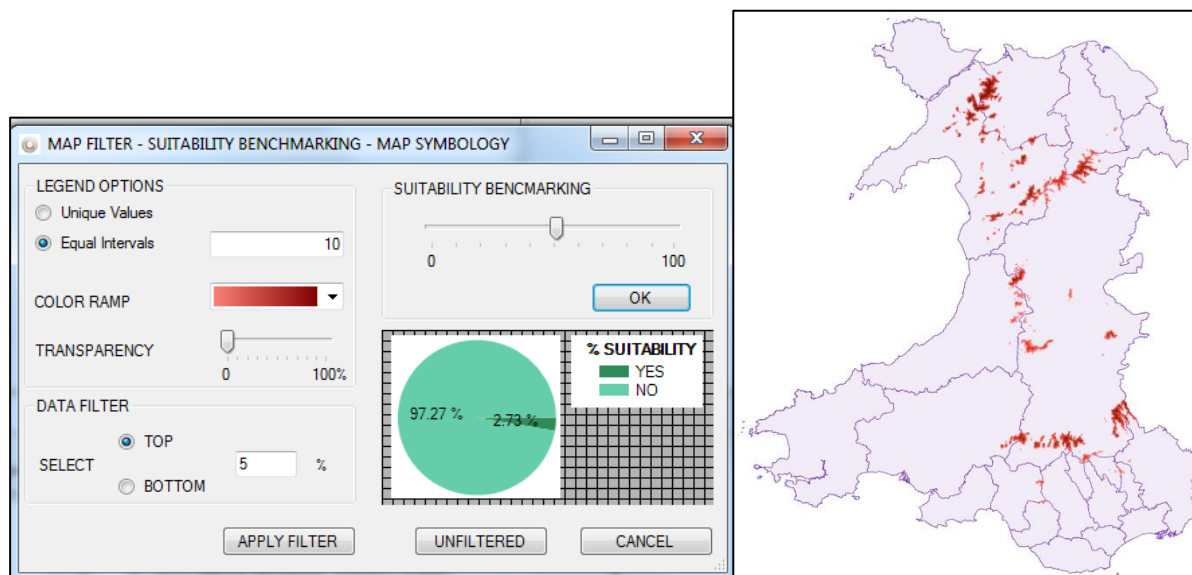 MAP FILTER - SUITABILITY BENCHMARKING - MAP SYMBOLOGY
LEGEND OPTIONS
Unique Values
Equal Intervals 10
COLOR RAMP
TRANSPARENCY
0 100%
DATA FILTER
TOP
SELECT 5 %
BOTTOM
SUITABILITY BENCMARKING
0 100
OK
% SUITABILITY
YES
NO
97.27 % 2.73 %
APPLY FILTER UNFILTERED CANCEL